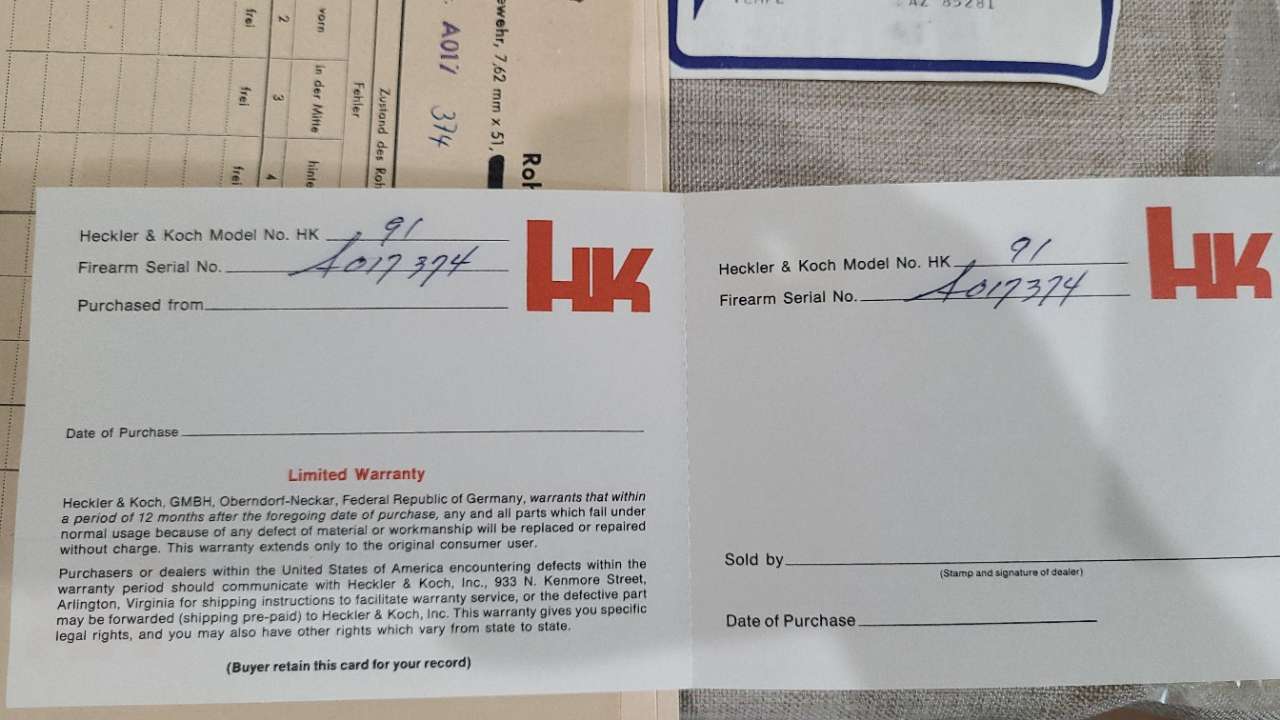 ewehr, 7,62 mm x 51,
A017 374
Zustand des Roh
Fehler
vorn
in der Mitte
hinte
2
3
4
frei
frei
frei
AZ 85281
Heckler & Koch Model No. HK 91
Firearm Serial No. A017374
Purchased from
HK
Date of Purchase
Limited Warranty
Heckler & Koch, GMBH, Oberndorf-Neckar, Federal Republic of Germany, warrants that within
a period of 12 months after the foregoing date of purchase, any and all parts which fail under
normal usage because of any defect of material or workmanship will be replaced or repaired
without charge. This warranty extends only to the original consumer user.
Purchasers or dealers within the United States of America encountering defects within the
warranty period should communicate with Heckler & Koch, Inc., 933 N. Kenmore Street,
Arlington, Virginia for shipping instructions to facilitate warranty service, or the defective part
may be forwarded (shipping pre-paid) to Heckler & Koch, Inc. This warranty gives you specific
legal rights, and you may also have other rights which vary from state to state.
(Buyer retain this card for your record)
Heckler & Koch Model No. HK 91
Firearm Serial No. A017374
HK
Sold by
(Stamp and signature of dealer)
Date of Purchase